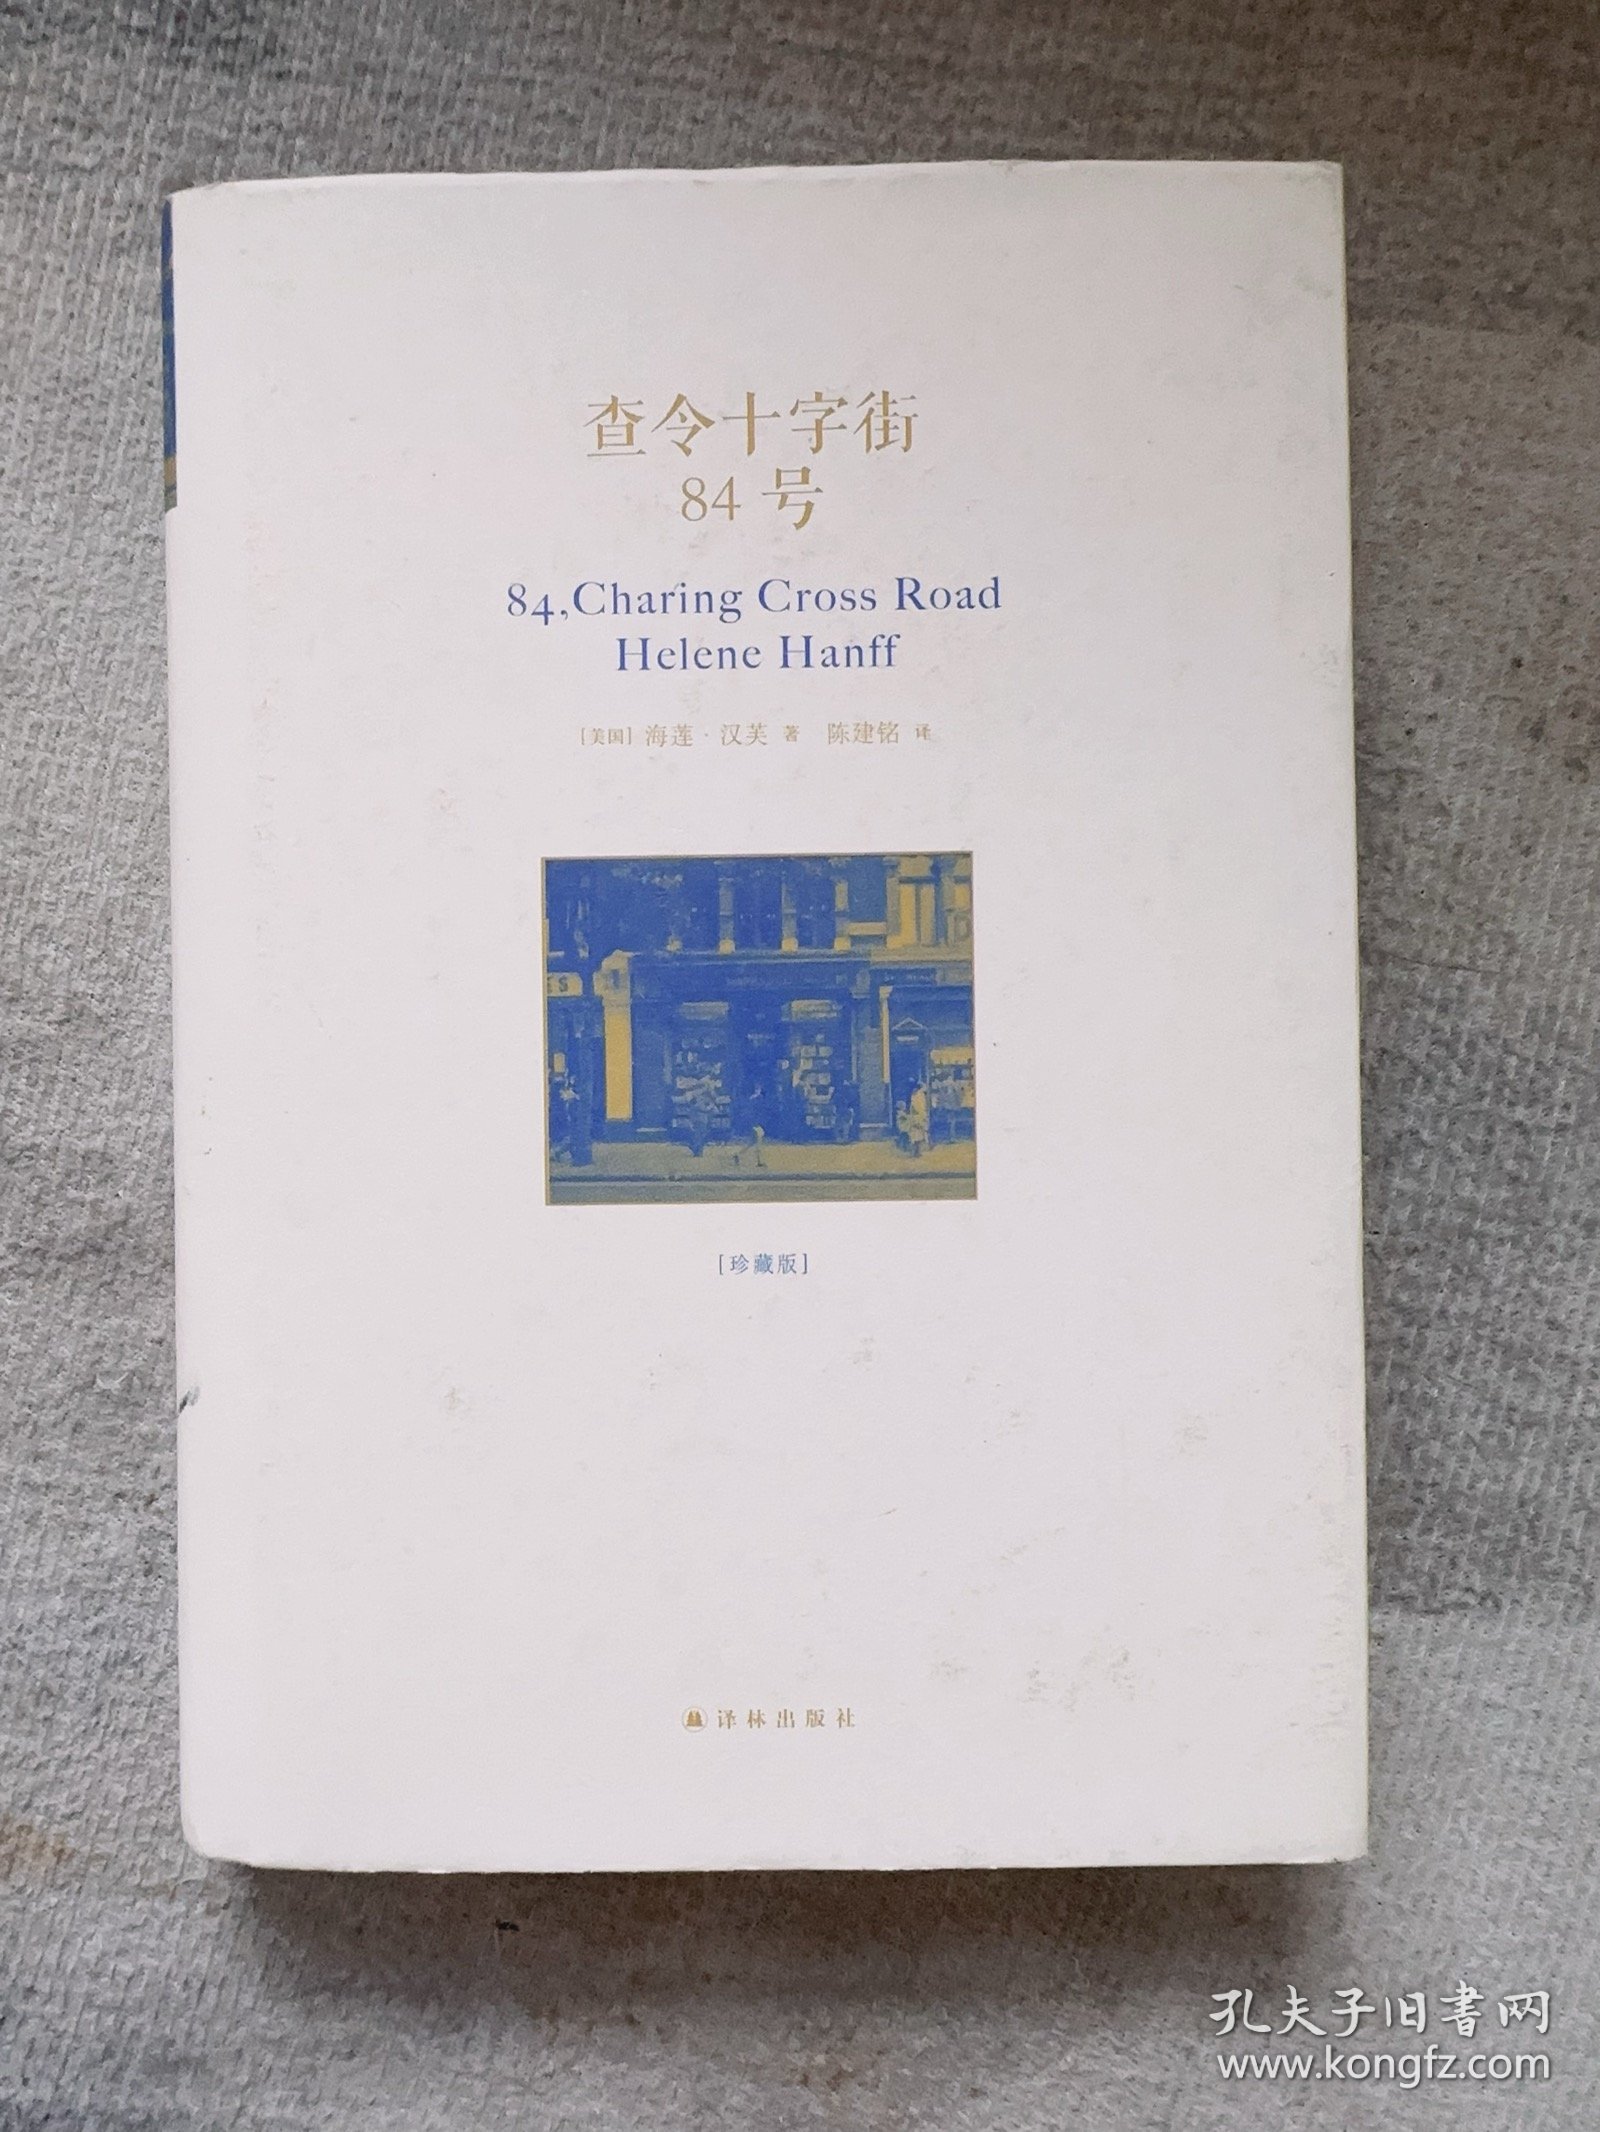 查令十字街
84 号
84, Charing Cross Road
Helene Hanff
[美国] 海莲·汉芙 著 陈建铭 译
S
[珍藏版]
译林出版社
孔夫子旧书网
www.kongfz.com